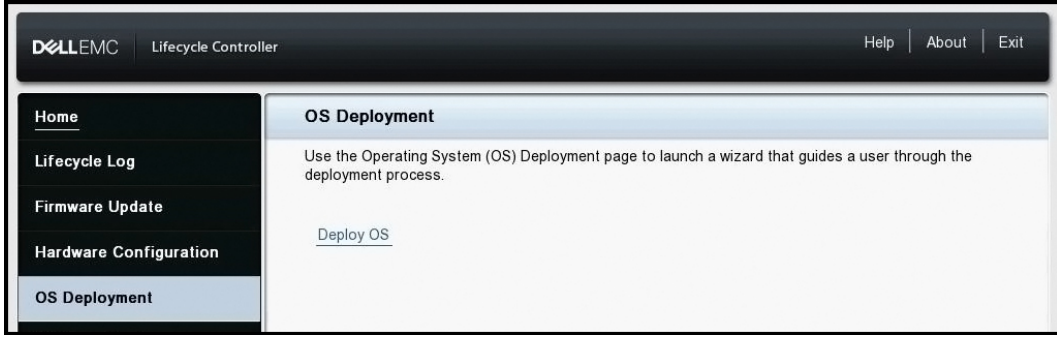 DELLEMC Lifecycle Controller Help About Exit
Home
Lifecycle Log
Firmware Update
Hardware Configuration
OS Deployment
OS Deployment
Use the Operating System (OS) Deployment page to launch a wizard that guides a user through the
deployment process.
Deploy OS